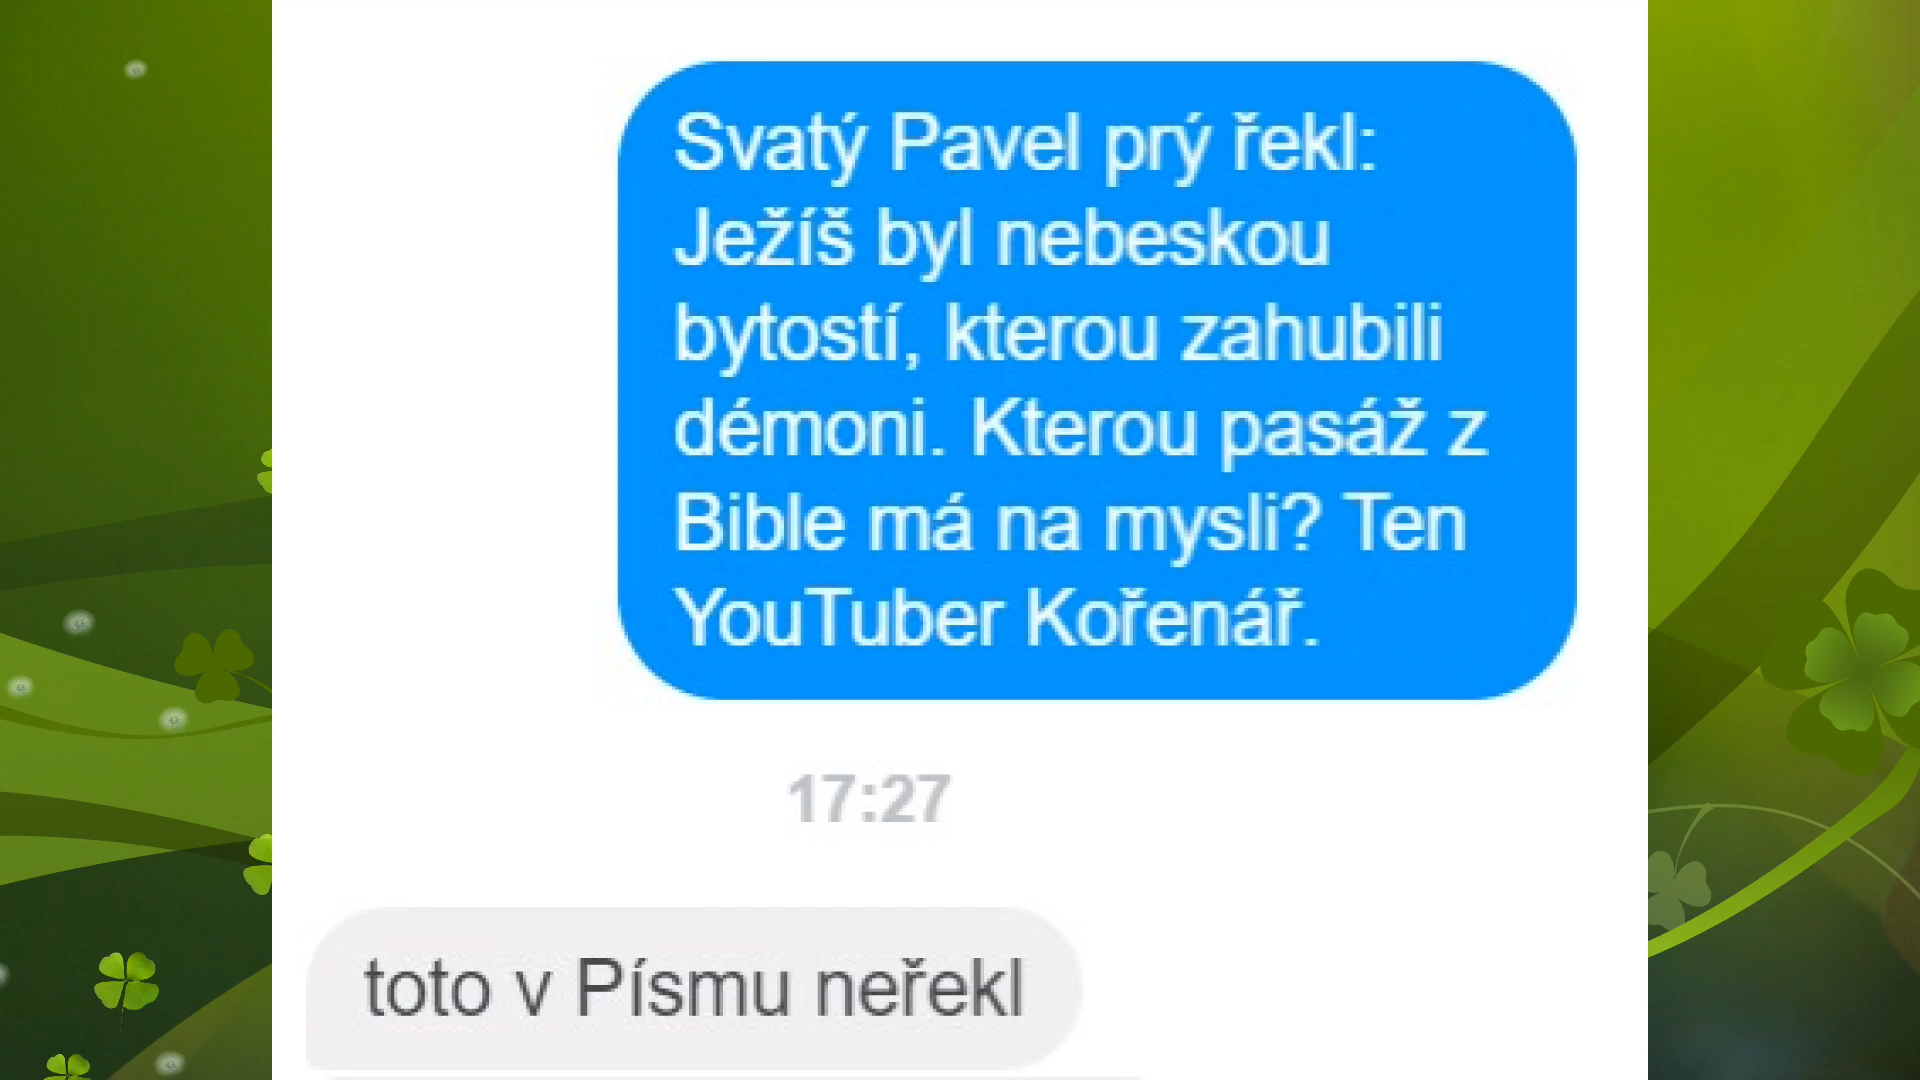 Svatý Pavel prý řekl:
Ježíš byl nebeskou
bytostí, kterou zahubili
démoni. Kterou pasáž z
Bible má na mysli? Ten
YouTuber Kořenář.
17:27
toto v Písmu neřekl